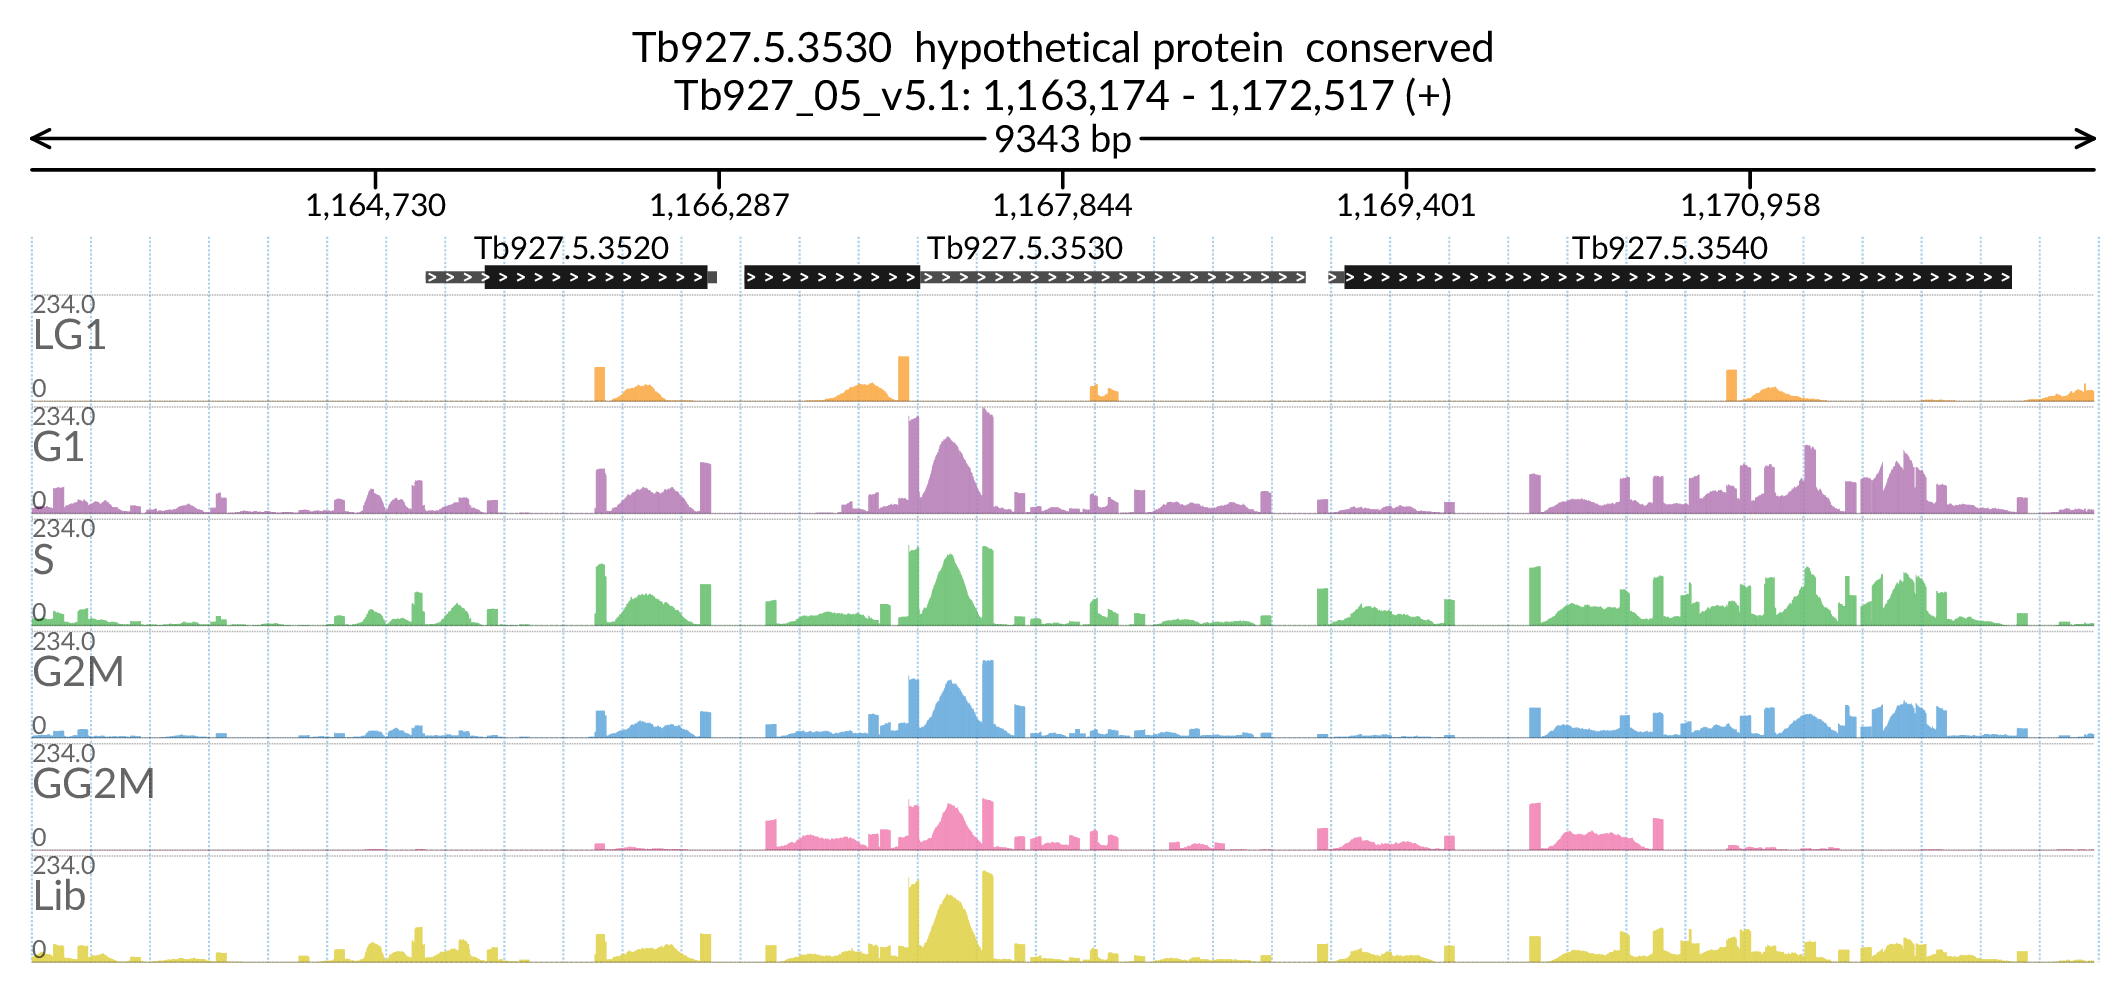 Tb927.5.3530 hypothetical protein conserved
Tb927_05_v5.1: 1,163,174 - 1,172,517 (+)
9343 bp
1,164,730 1,166,287 1,167,844 1,169,401 1,170,958
Tb927.5.3520 Tb927.5.3530 Tb927.5.3540
234.0
LG1
0
234.0
G1
0
234.0
S
0
234.0
G2M
0
234.0
GG2M
0
234.0
Lib
0